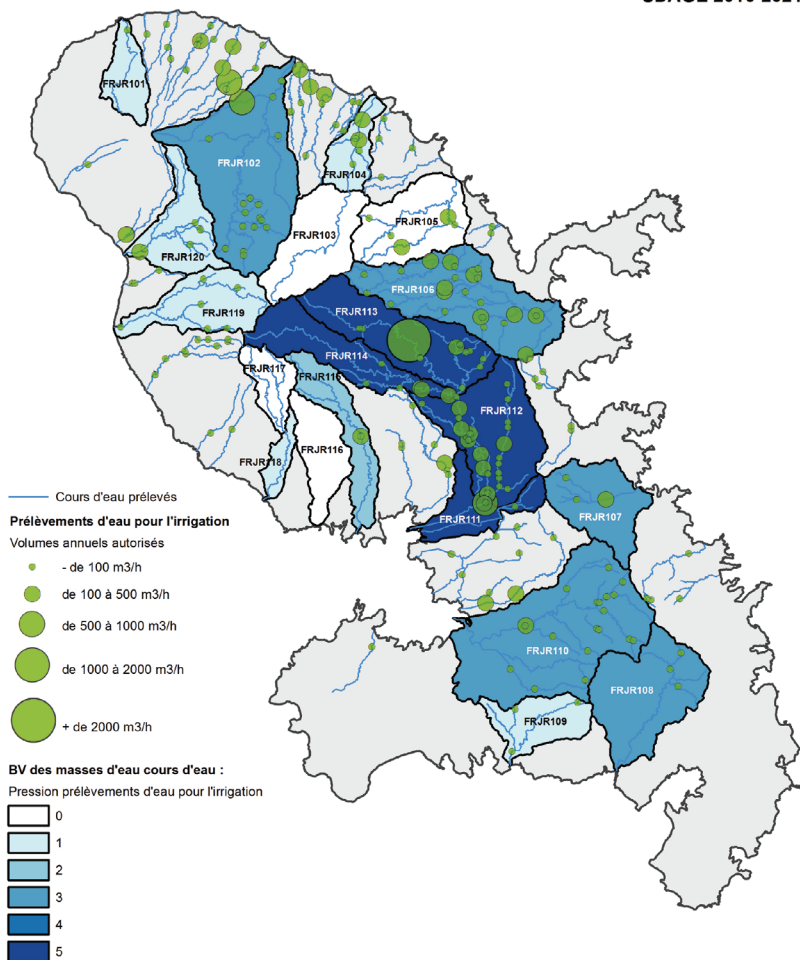 FRJR101
FRJR102
FRJR104
FRJR103
FRJR105
FRJR120
FRJR106
FRJR119
FRJR113
FRJR114
FRJR117
FRJR115
FRJR112
FRJR118
FRJR116
FRJR111
FRJR107
FRJR110
FRJR108
FRJR109
Cours d'eau prélevés
Prélèvements d'eau pour l'irrigation
Volumes annuels autorisés
- de 100 m3/h
de 100 à 500 m3/h
de 500 à 1000 m3/h
de 1000 à 2000 m3/h
+ de 2000 m3/h
BV des masses d'eau cours d'eau :
Pression prélèvements d'eau pour l'irrigation
0
1
2
3
4
5